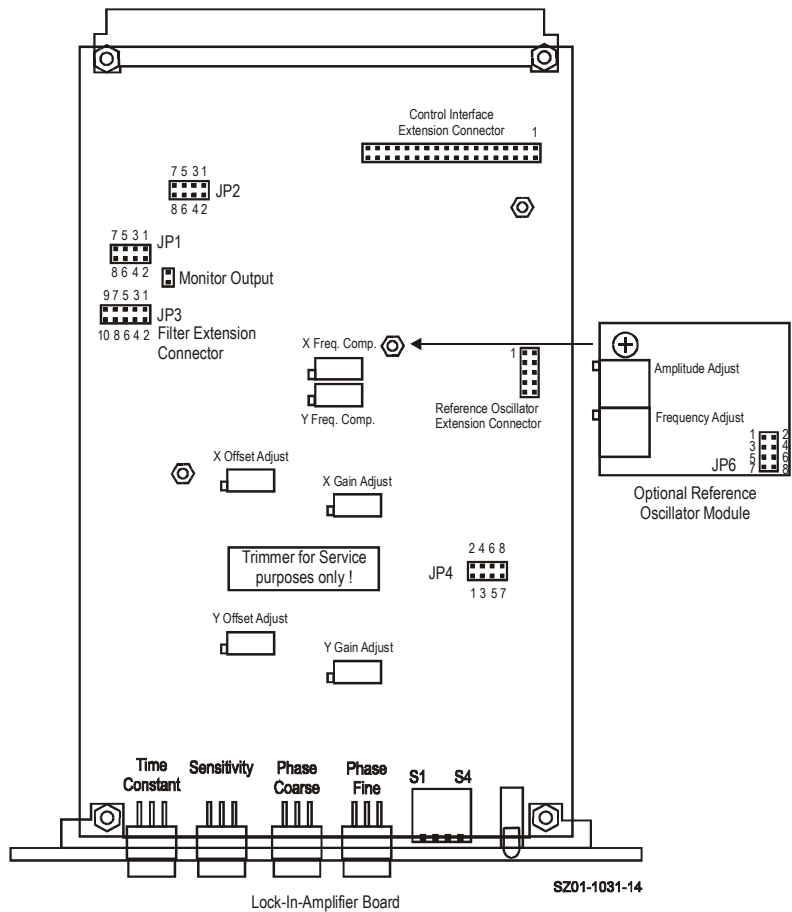 Control Interface
Extension Connector 1
7 5 3 1
JP2
8 6 4 2
7 5 3 1
JP1
8 6 4 2
Monitor Output
9 7 5 3 1
JP3
10 8 6 4 2 Filter Extension
Connector
X Freq. Comp.
Y Freq. Comp.
1
Reference Oscillator
Extension Connector
Amplitude Adjust
Frequency Adjust
1 2
3 4
5 6
JP6 7 8
Optional Reference
Oscillator Module
X Offset Adjust
X Gain Adjust
Trimmer for Service
purposes only !
2 4 6 8
JP4
1 3 5 7
Y Offset Adjust
Y Gain Adjust
Time
Constant
Sensitivity
Phase
Coarse
Phase
Fine
S1 S4
SZ01-1031-14
Lock-In-Amplifier Board